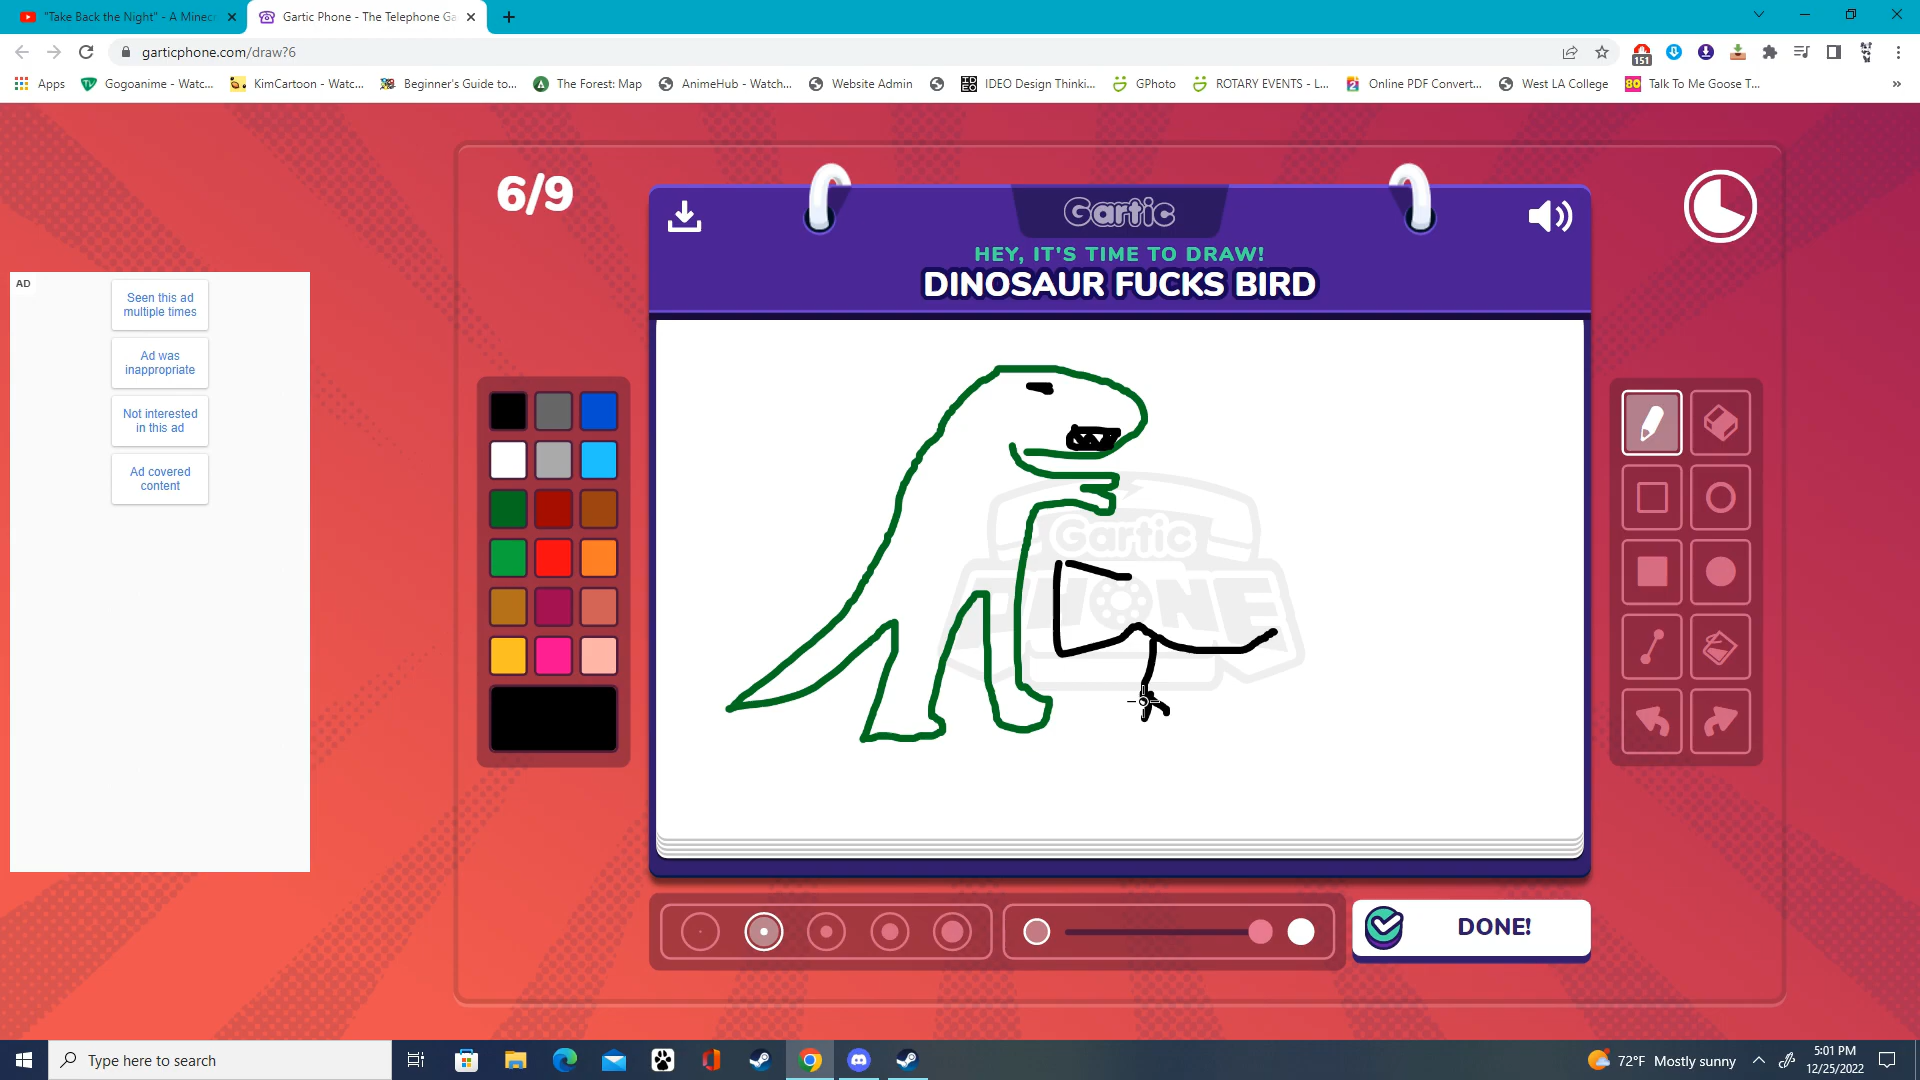 "Take Back the Night" - A Minec
Gartic Phone - The Telephone Ga
garticphone.com/draw?6
151
Apps
Gogoanime - Watc...
KimCartoon - Watc...
Beginner's Guide to...
The Forest: Map
AnimeHub - Watch...
Website Admin
IDEO Design Thinki...
GPhoto
ROTARY EVENTS - L...
Online PDF Convert...
West LA College
80 Talk To Me Goose T...
6/9
Gartic
HEY, IT'S TIME TO DRAW!
DINOSAUR FUCKS BIRD
AD
Seen this ad
multiple times
Ad was
inappropriate
Not interested
in this ad
Ad covered
content
Gartic
PHONE
DONE!
Type here to search
72°F Mostly sunny
5:01 PM
12/25/2022